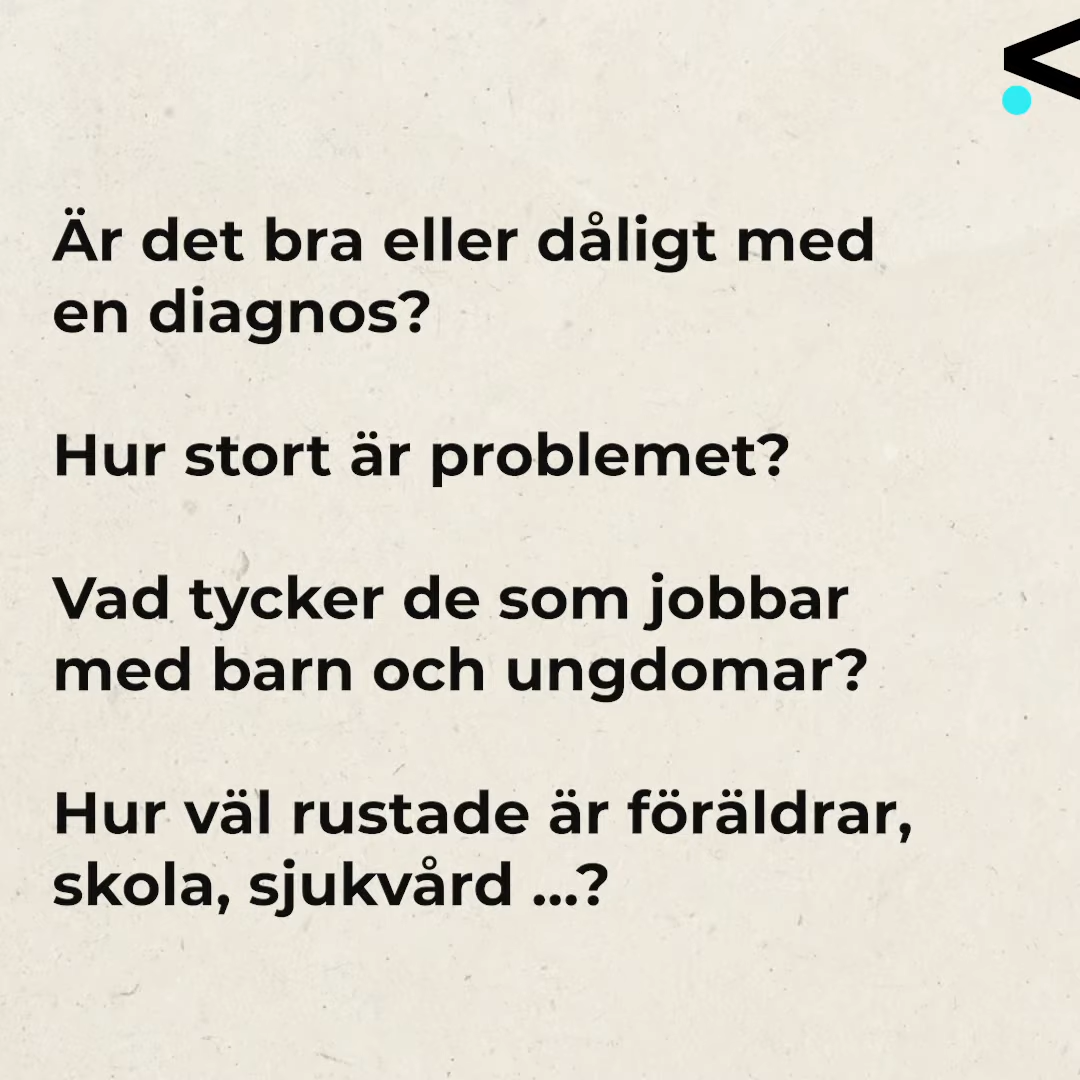 Är det bra eller dåligt med
en diagnos?
Hur stort är problemet?
Vad tycker de som jobbar
med barn och ungdomar?
Hur väl rustade är föräldrar,
skola, sjukvård ...?